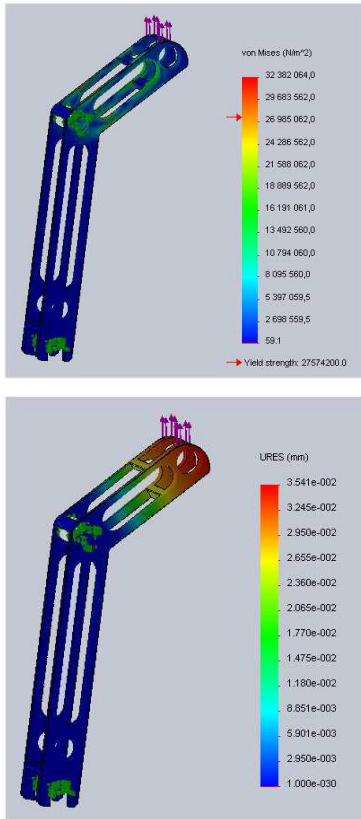 von Mises (N/m^2)
32 382 064,0
29 683 562,0
26 985 062,0
24 286 562,0
21 588 062,0
18 889 562,0
16 191 061,0
13 492 560,0
10 794 060,0
8 095 560,0
5 397 059,5
2 698 559,5
59.1
Yield strength: 27574200.0
URES (mm)
3.541e-002
3.245e-002
2.950e-002
2.655e-002
2.360e-002
2.065e-002
1.770e-002
1.475e-002
1.180e-002
8.851e-003
5.901e-003
2.950e-003
1.000e-030